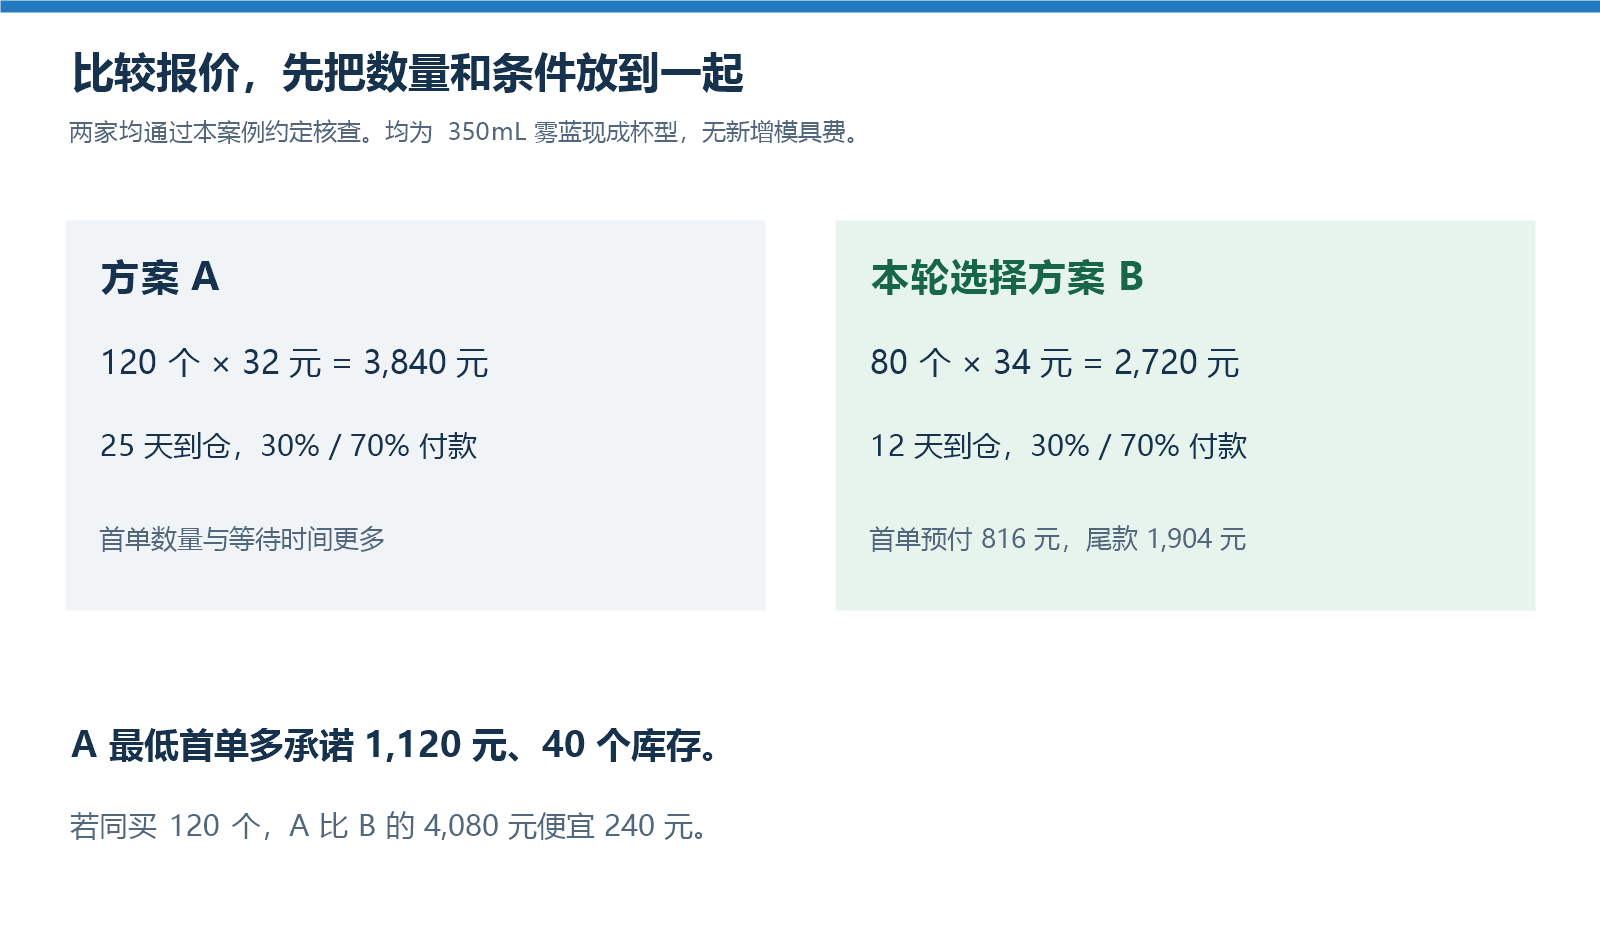 比较报价，先把数量和条件放到一起
两家均通过本案例约定核查。均为 350mL 雾蓝现成杯型，无新增模具费。
方案 A
120 个 × 32 元 = 3,840 元
25 天到仓，30% / 70% 付款
首单数量与等待时间更多
本轮选择方案 B
80 个 × 34 元 = 2,720 元
12 天到仓，30% / 70% 付款
首单预付 816 元，尾款 1,904 元
A 最低首单多承诺 1,120 元、40 个库存。
若同买 120 个，A 比 B 的 4,080 元便宜 240 元。